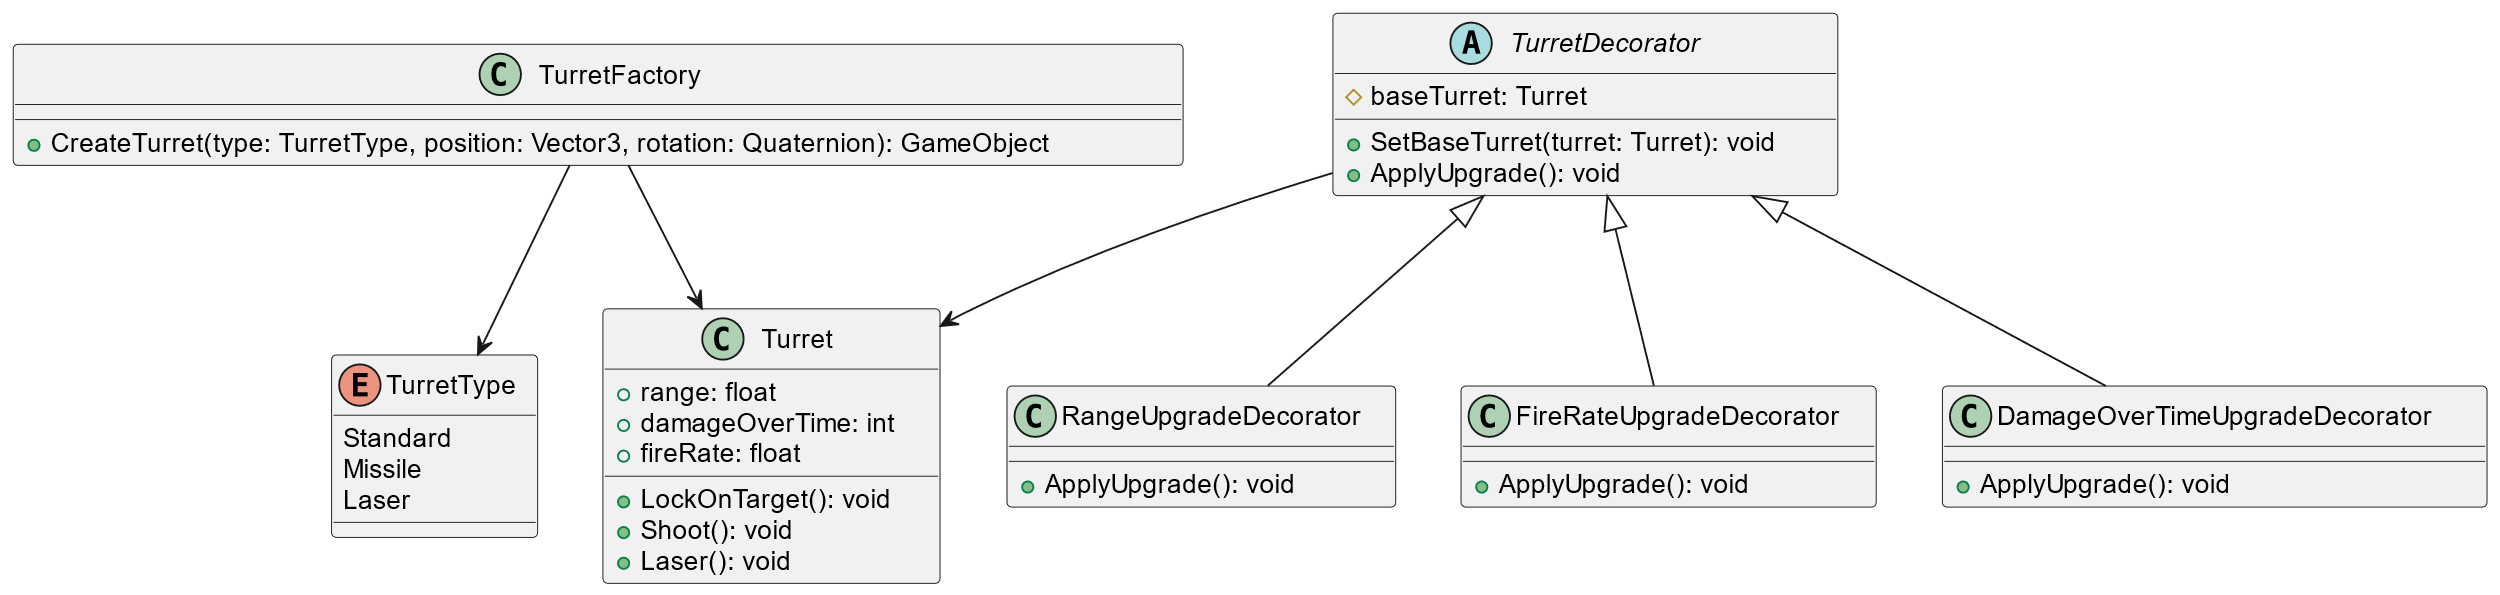 C TurretFactory
CreateTurret(type: TurretType, position: Vector3, rotation: Quaternion): GameObject
A TurretDecorator
baseTurret: Turret
SetBaseTurret(turret: Turret): void
ApplyUpgrade(): void
E TurretType
Standard
Missile
Laser
C Turret
range: float
damageOverTime: int
fireRate: float
LockOnTarget(): void
Shoot(): void
Laser(): void
C RangeUpgradeDecorator
ApplyUpgrade(): void
C FireRateUpgradeDecorator
ApplyUpgrade(): void
C DamageOverTimeUpgradeDecorator
ApplyUpgrade(): void